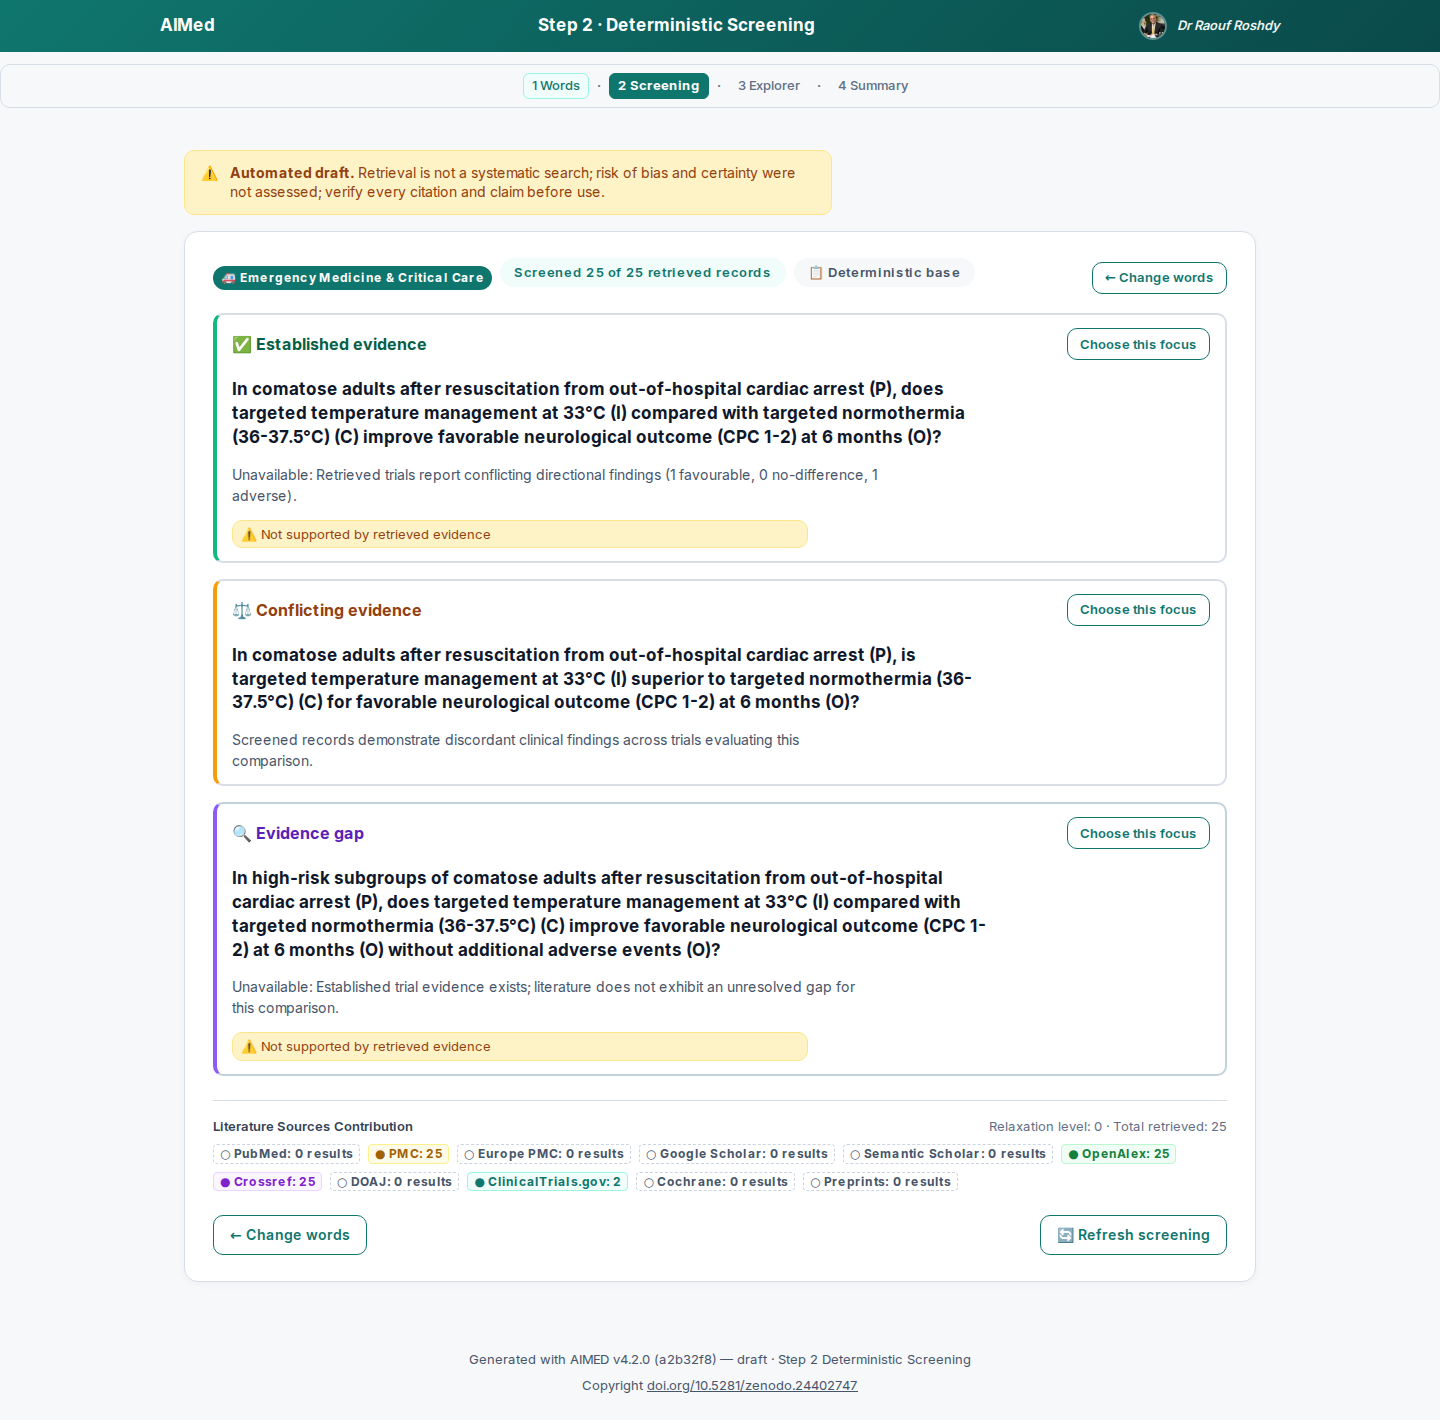 AIMed
Step 2 · Deterministic Screening
Dr Raouf Roshdy
1 Words · 2 Screening · 3 Explorer · 4 Summary
⚠️ Automated draft. Retrieval is not a systematic search; risk of bias and certainty were
not assessed; verify every citation and claim before use.
🚑 Emergency Medicine & Critical Care
Screened 25 of 25 retrieved records
📋 Deterministic base
← Change words
✅ Established evidence
Choose this focus
In comatose adults after resuscitation from out-of-hospital cardiac arrest (P), does
targeted temperature management at 33°C (I) compared with targeted normothermia
(36-37.5°C) (C) improve favorable neurological outcome (CPC 1-2) at 6 months (O)?
Unavailable: Retrieved trials report conflicting directional findings (1 favourable, 0 no-difference, 1
adverse).
⚠️ Not supported by retrieved evidence
⚖️ Conflicting evidence
Choose this focus
In comatose adults after resuscitation from out-of-hospital cardiac arrest (P), is
targeted temperature management at 33°C (I) superior to targeted normothermia (36-
37.5°C) (C) for favorable neurological outcome (CPC 1-2) at 6 months (O)?
Screened records demonstrate discordant clinical findings across trials evaluating this
comparison.
🔍 Evidence gap
Choose this focus
In high-risk subgroups of comatose adults after resuscitation from out-of-hospital
cardiac arrest (P), does targeted temperature management at 33°C (I) compared with
targeted normothermia (36-37.5°C) (C) improve favorable neurological outcome (CPC 1-
2) at 6 months (O) without additional adverse events (O)?
Unavailable: Established trial evidence exists; literature does not exhibit an unresolved gap for
this comparison.
⚠️ Not supported by retrieved evidence
Literature Sources Contribution
Relaxation level: 0 · Total retrieved: 25
○ PubMed: 0 results ● PMC: 25 ○ Europe PMC: 0 results ○ Google Scholar: 0 results ○ Semantic Scholar: 0 results ● OpenAlex: 25
● Crossref: 25 ○ DOAJ: 0 results ● ClinicalTrials.gov: 2 ○ Cochrane: 0 results ○ Preprints: 0 results
← Change words
🔄 Refresh screening
Generated with AIMED v4.2.0 (a2b32f8) — draft · Step 2 Deterministic Screening
Copyright doi.org/10.5281/zenodo.24402747